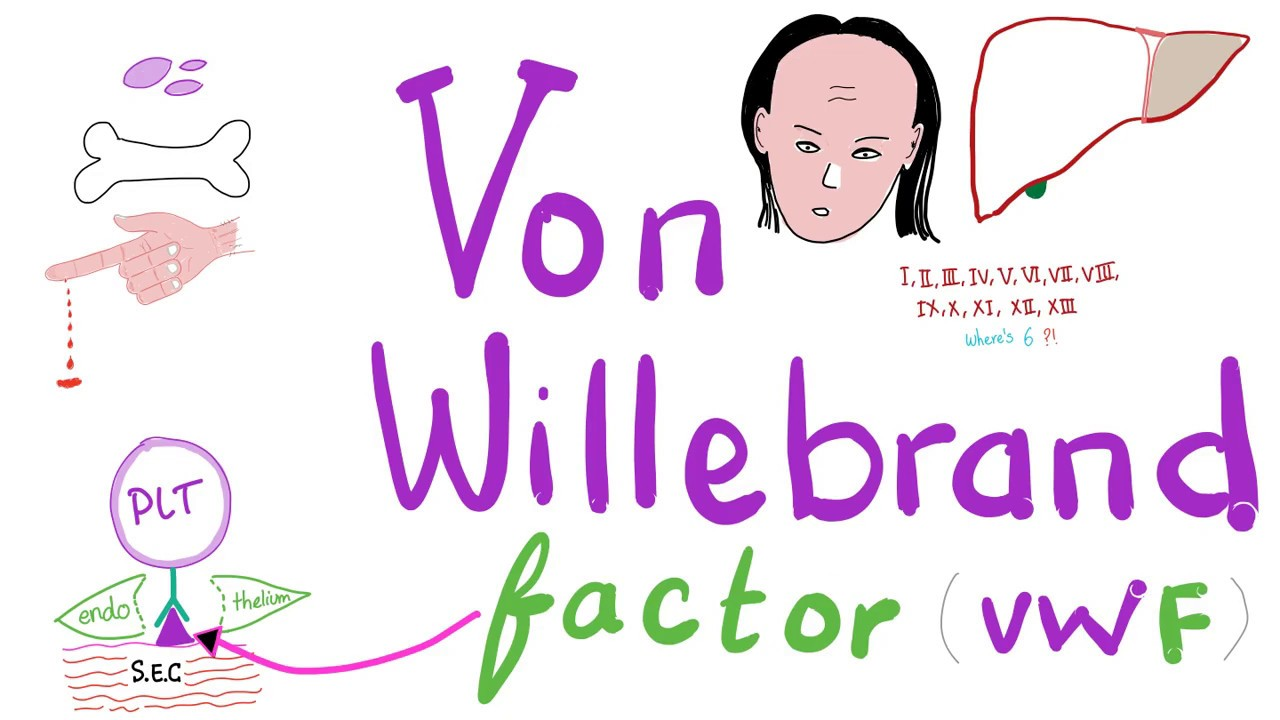 Von
I, II, III, IV, V, VI, VII, VIII,
IX, X, XI, XII, XIII
Where's 6 ?!
Willebrand
factor (VWF)
PLT
endo thelium
S.E.C